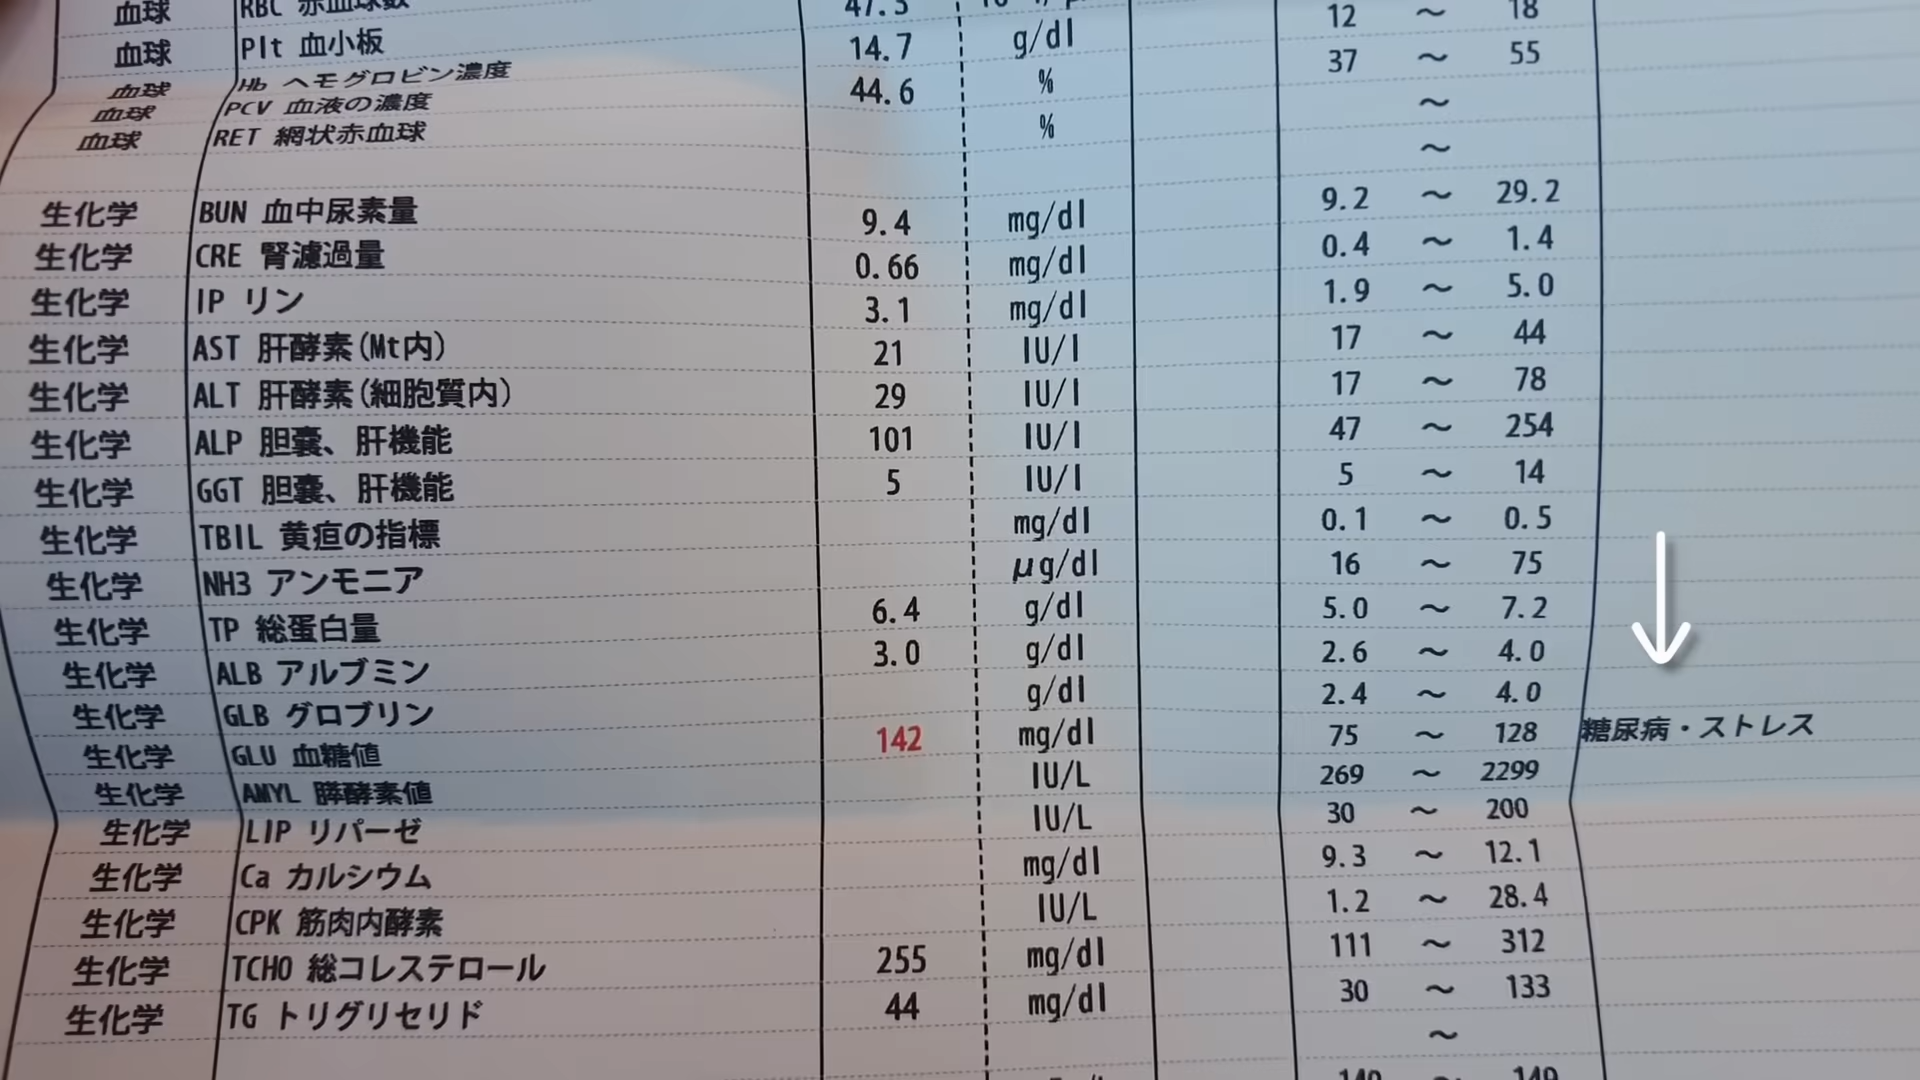 血球 RBC 赤血球数 47.3 12 ～ 18
血球 Plt 血小板 14.7 g/dl 37 ～ 55
血球 Hb ヘモグロビン濃度 44.6 % ～
血球 PCV 血液の濃度 % ～
血球 RET 網状赤血球
生化学 BUN 血中尿素量 9.4 mg/dl 9.2 ～ 29.2
生化学 CRE 腎濾過量 0.66 mg/dl 0.4 ～ 1.4
生化学 IP リン 3.1 mg/dl 1.9 ～ 5.0
生化学 AST 肝酵素(Mt内) 21 IU/l 17 ～ 44
生化学 ALT 肝酵素(細胞質内) 29 IU/l 17 ～ 78
生化学 ALP 胆嚢、肝機能 101 IU/l 47 ～ 254
生化学 GGT 胆嚢、肝機能 5 IU/l 5 ～ 14
生化学 TBIL 黄疸の指標 mg/dl 0.1 ～ 0.5
生化学 NH3 アンモニア μg/dl 16 ～ 75
生化学 TP 総蛋白量 6.4 g/dl 5.0 ～ 7.2
生化学 ALB アルブミン 3.0 g/dl 2.6 ～ 4.0
生化学 GLB グロブリン g/dl 2.4 ～ 4.0
生化学 GLU 血糖値 142 mg/dl 75 ～ 128 糖尿病・ストレス
生化学 AMYL 膵酵素値 IU/L 269 ～ 2299
生化学 LIP リパーゼ IU/L 30 ～ 200
生化学 Ca カルシウム mg/dl 9.3 ～ 12.1
生化学 CPK 筋肉内酵素 IU/L 1.2 ～ 28.4
生化学 TCHO 総コレステロール 255 mg/dl 111 ～ 312
生化学 TG トリグリセリド 44 mg/dl 30 ～ 133
～